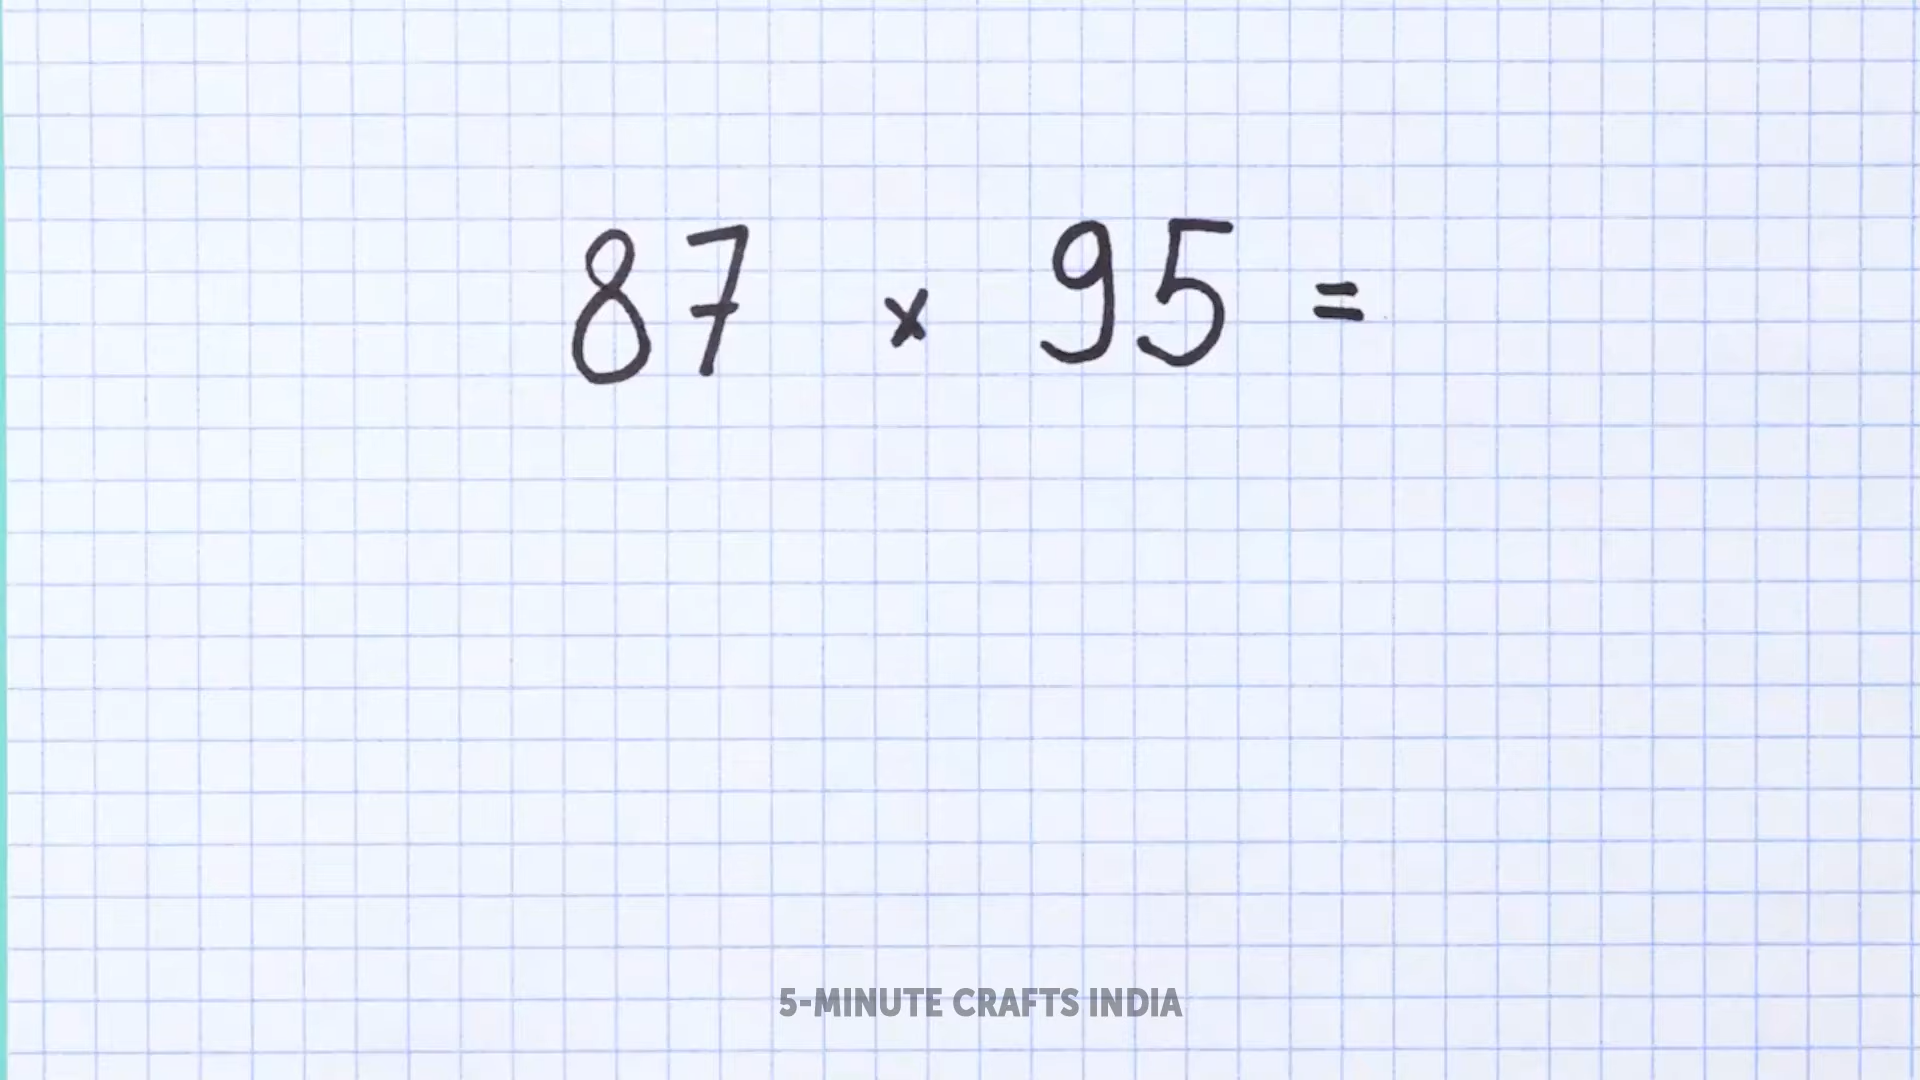 87 x 95 =
5-MINUTE CRAFTS INDIA